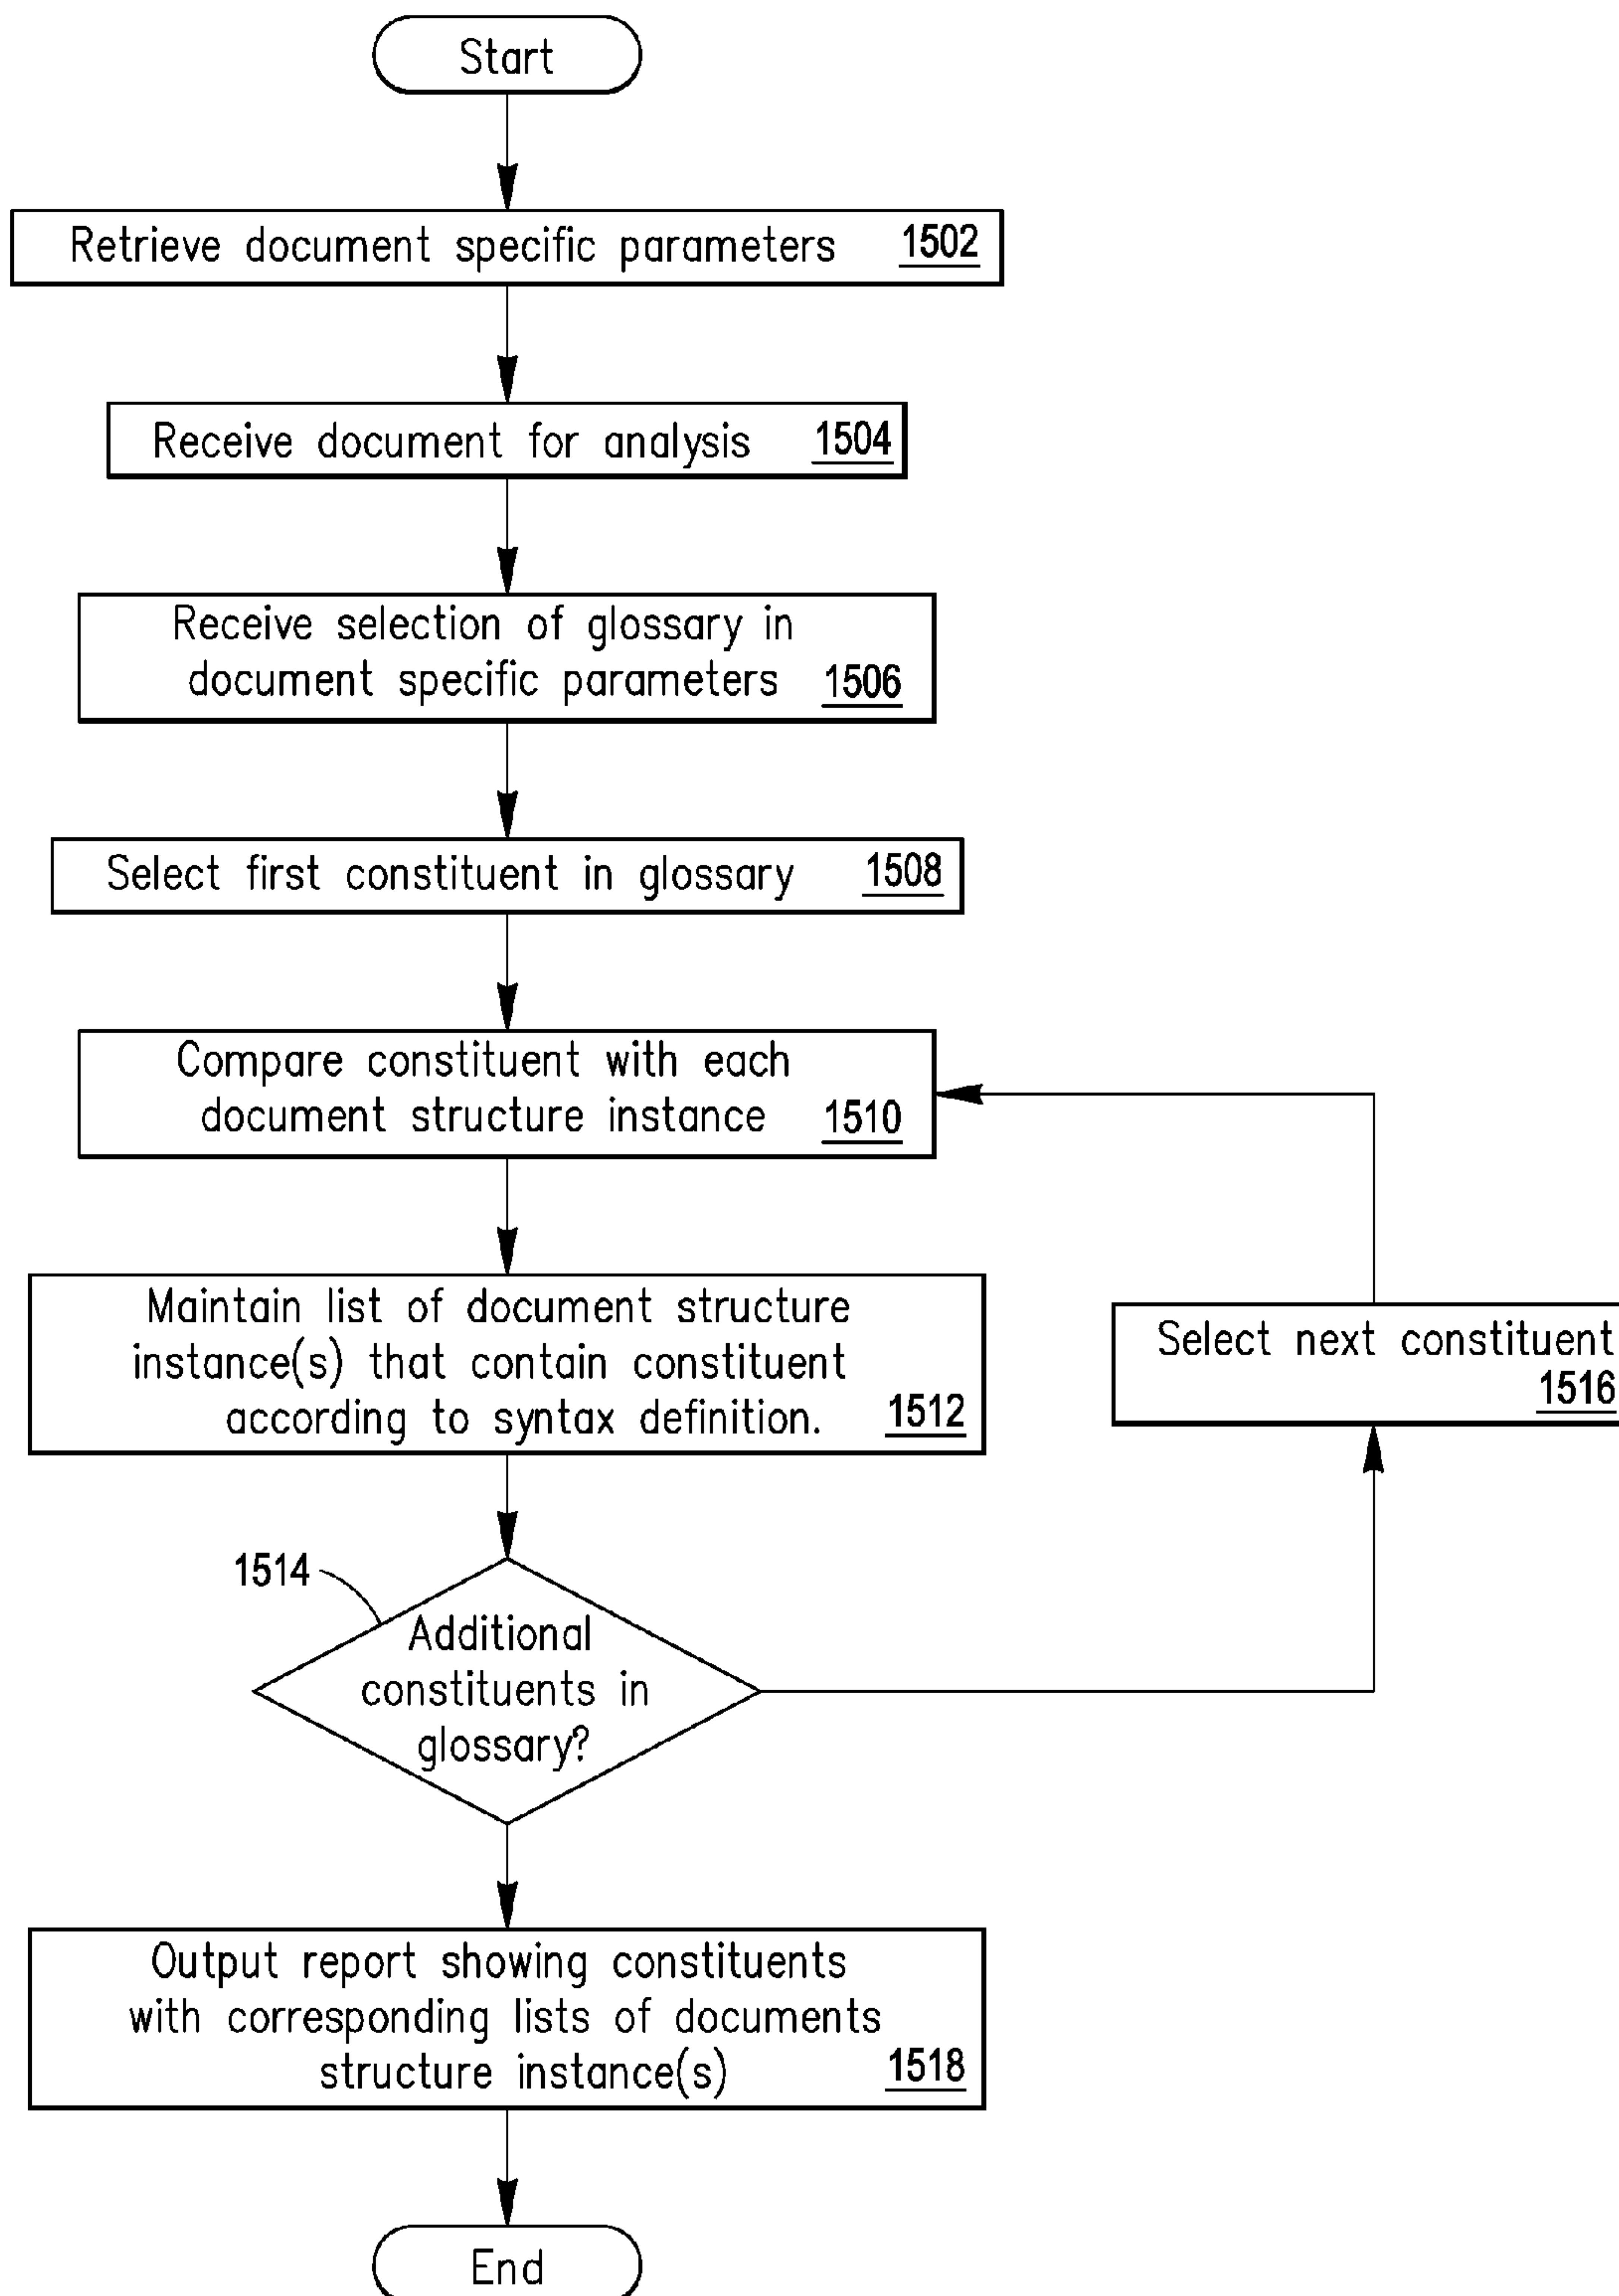 Start
Retrieve document specific parameters 1502
Receive document for analysis 1504
Receive selection of glossary in
document specific parameters 1506
Select first constituent in glossary 1508
Compare constituent with each
document structure instance 1510
Maintain list of document structure
instance(s) that contain constituent
according to syntax definition. 1512
Select next constituent
1516
1514
Additional
constituents in
glossary?
Output report showing constituents
with corresponding lists of documents
structure instance(s) 1518
End